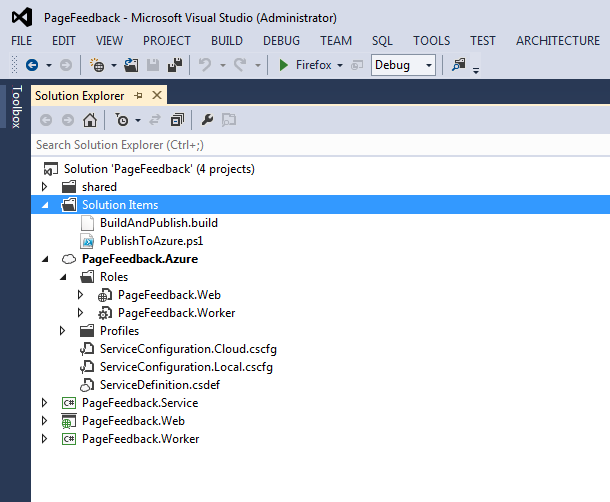 PageFeedback - Microsoft Visual Studio (Administrator)
FILE EDIT VIEW PROJECT BUILD DEBUG TEAM SQL TOOLS TEST ARCHITECTURE
Firefox Debug
Toolbox
Solution Explorer
Search Solution Explorer (Ctrl+;)
Solution 'PageFeedback' (4 projects)
shared
Solution Items
BuildAndPublish.build
PublishToAzure.ps1
PageFeedback.Azure
Roles
PageFeedback.Web
PageFeedback.Worker
Profiles
ServiceConfiguration.Cloud.cscfg
ServiceConfiguration.Local.cscfg
ServiceDefinition.csdef
C# PageFeedback.Service
PageFeedback.Web
C# PageFeedback.Worker